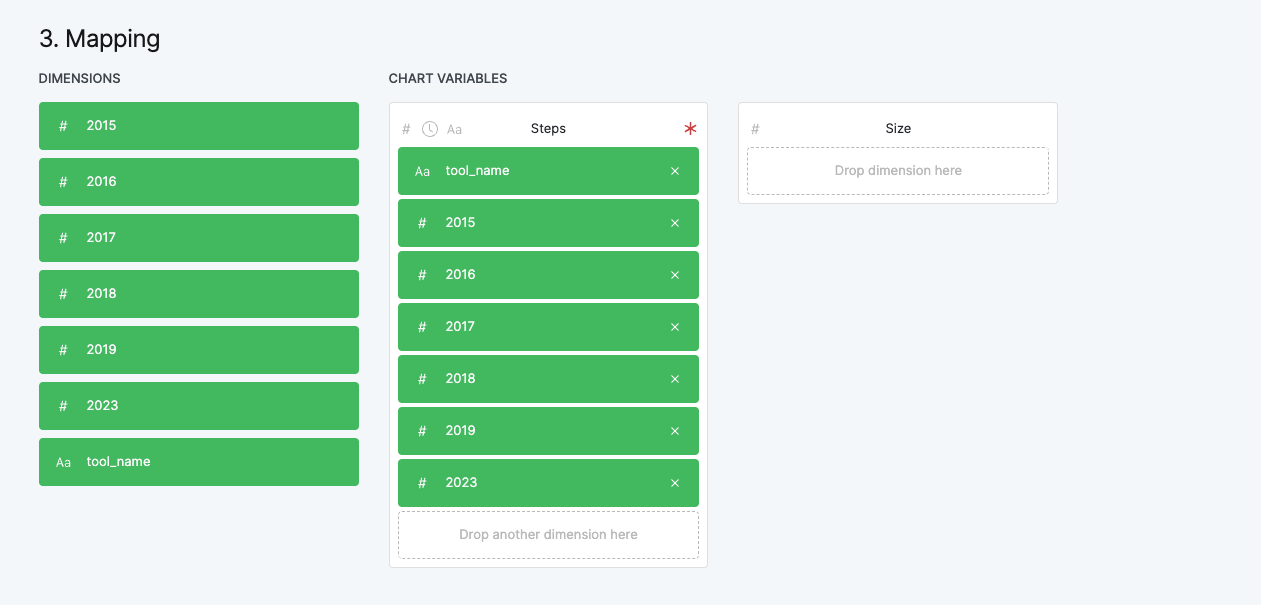 3. Mapping
DIMENSIONS
# 2015
# 2016
# 2017
# 2018
# 2019
# 2023
Aa tool_name
CHART VARIABLES
# Aa Steps *
Aa tool_name ×
# 2015 ×
# 2016 ×
# 2017 ×
# 2018 ×
# 2019 ×
# 2023 ×
Drop another dimension here
# Size
Drop dimension here